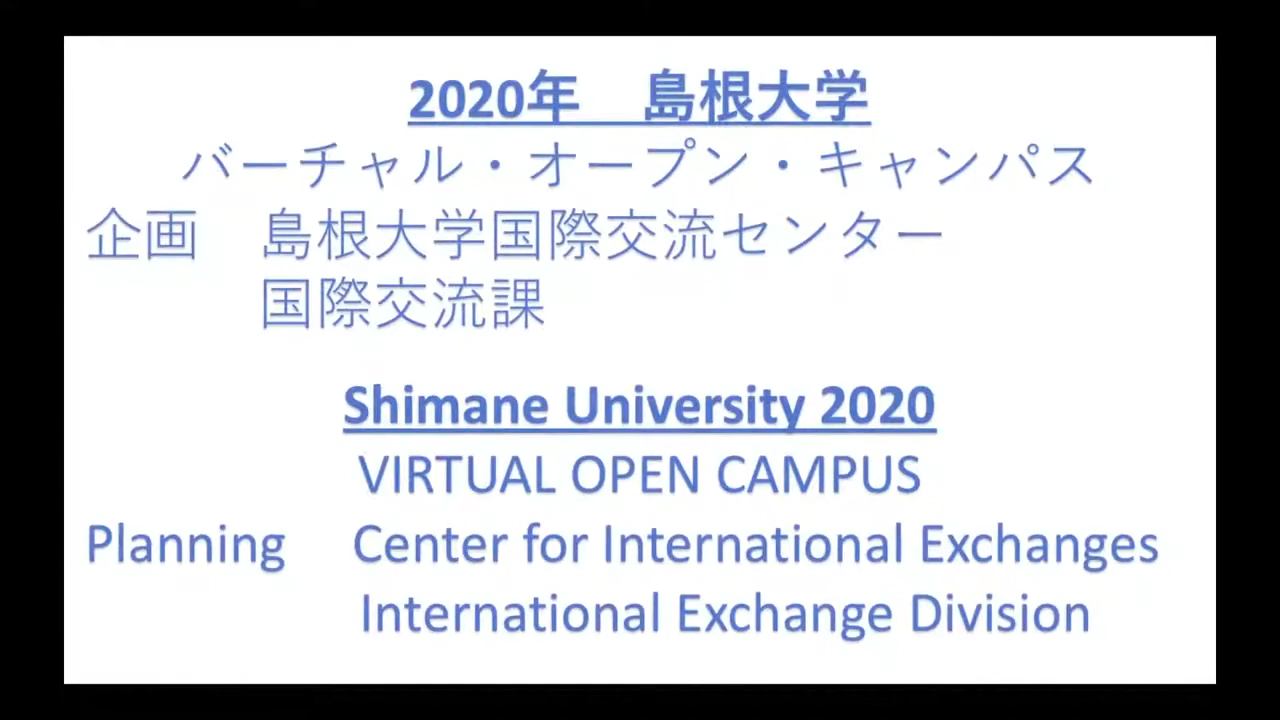 2020年　島根大学
バーチャル・オープン・キャンパス
企画　島根大学国際交流センター
国際交流課
Shimane University 2020
VIRTUAL OPEN CAMPUS
Planning　Center for International Exchanges
International Exchange Division